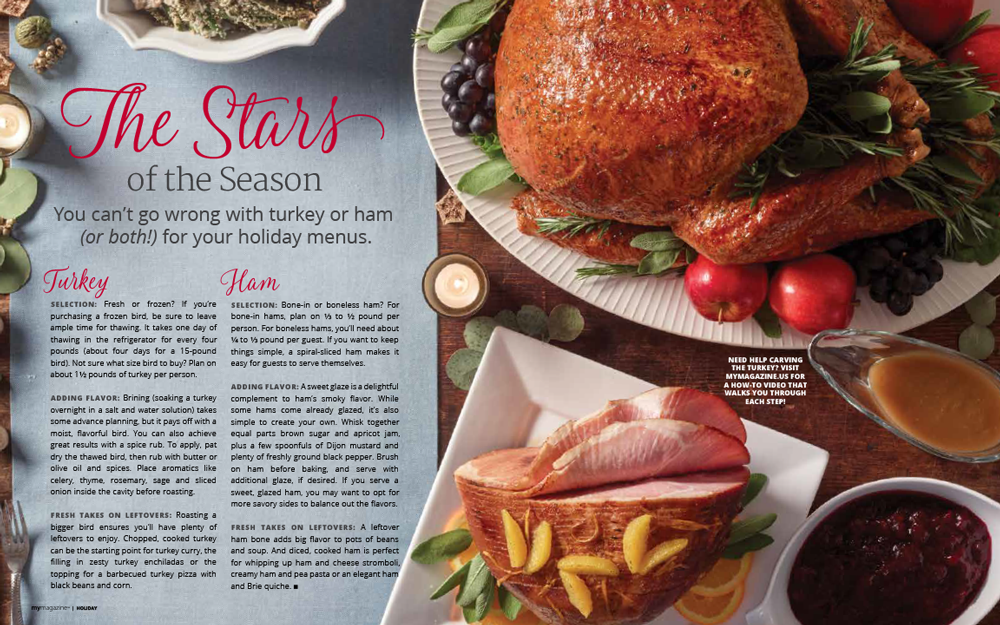 The Stars
of the Season
You can't go wrong with turkey or ham
(or both!) for your holiday menus.
Turkey
SELECTION: Fresh or frozen? If you're
purchasing a frozen bird, be sure to leave
ample time for thawing. It takes one day of
thawing in the refrigerator for every four
pounds (about four days for a 15-pound
bird). Not sure what size bird to buy? Plan on
about 1½ pounds of turkey per person.
ADDING FLAVOR: Brining (soaking a turkey
overnight in a salt and water solution) takes
some advance planning, but it pays off with a
moist, flavorful bird. You can also achieve
great results with a spice rub. To apply, pat
dry the thawed bird, then rub with butter or
olive oil and spices. Place aromatics like
celery, thyme, rosemary, sage and sliced
onion inside the cavity before roasting.
FRESH TAKES ON LEFTOVERS: Roasting a
bigger bird ensures you'll have plenty of
leftovers to enjoy. Chopped, cooked turkey
can be the starting point for turkey curry, the
filling in zesty turkey enchiladas or the
topping for a barbecued turkey pizza with
black beans and corn.
Ham
SELECTION: Bone-in or boneless ham? For
bone-in hams, plan on ⅓ to ½ pound per
person. For boneless hams, you'll need about
¼ to ⅓ pound per guest. If you want to keep
things simple, a spiral-sliced ham makes it
easy for guests to serve themselves.
ADDING FLAVOR: A sweet glaze is a delightful
complement to ham's smoky flavor. While
some hams come already glazed, it's also
simple to create your own. Whisk together
equal parts brown sugar and apricot jam,
plus a few spoonfuls of Dijon mustard and
plenty of freshly ground black pepper. Brush
on ham before baking, and serve with
additional glaze, if desired. If you serve a
sweet, glazed ham, you may want to opt for
more savory sides to balance out the flavors.
FRESH TAKES ON LEFTOVERS: A leftover
ham bone adds big flavor to pots of beans
and soup. And diced, cooked ham is perfect
for whipping up ham and cheese stromboli,
creamy ham and pea pasta or an elegant ham
and Brie quiche. ■
NEED HELP CARVING
THE TURKEY? VISIT
MYMAGAZINE.US FOR
A HOW-TO VIDEO THAT
WALKS YOU THROUGH
EACH STEP!
mymagazine | HOLIDAY